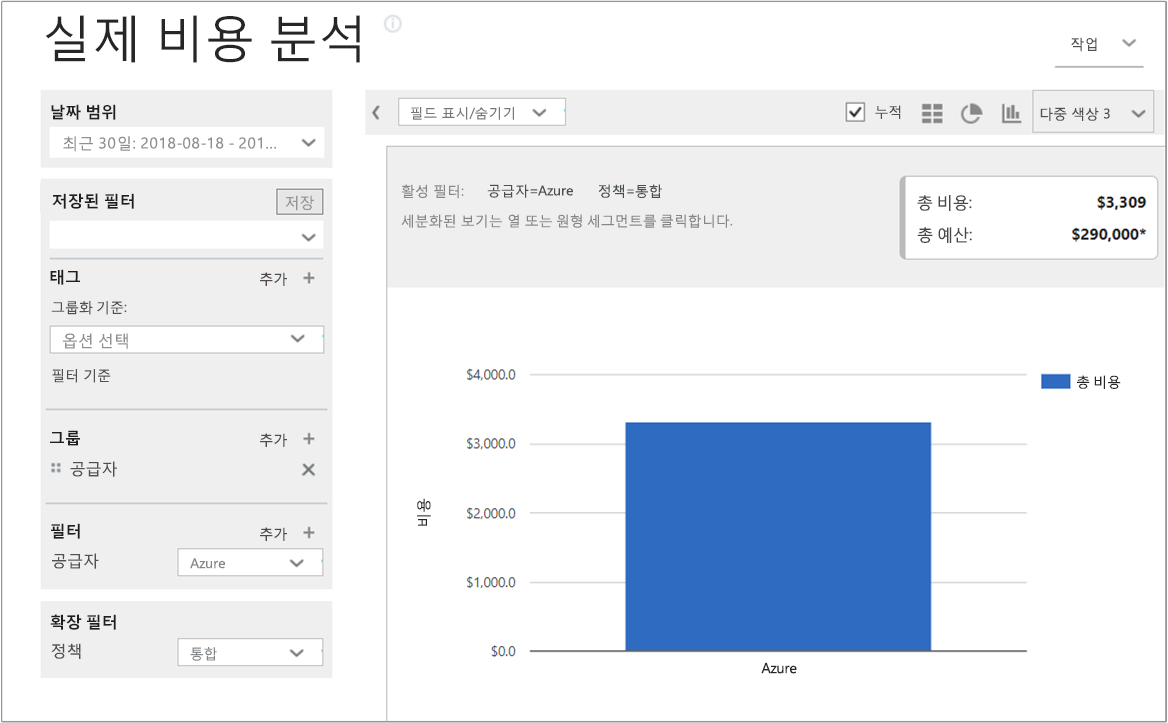 실제 비용 분석
작업
날짜 범위
최근 30일: 2018-08-18 - 201...
저장된 필터
저장
태그
추가
그룹화 기준:
옵션 선택
필터 기준
그룹
추가
공급자
필터
추가
공급자
Azure
확장 필터
정책
통합
필드 표시/숨기기
누적
다중 색상 3
활성 필터: 공급자=Azure 정책=통합
세분화된 보기는 열 또는 원형 세그먼트를 클릭합니다.
총 비용: $3,309
총 예산: $290,000*
$4,000.0
$3,000.0
$2,000.0
$1,000.0
$0.0
비용
Azure
총 비용